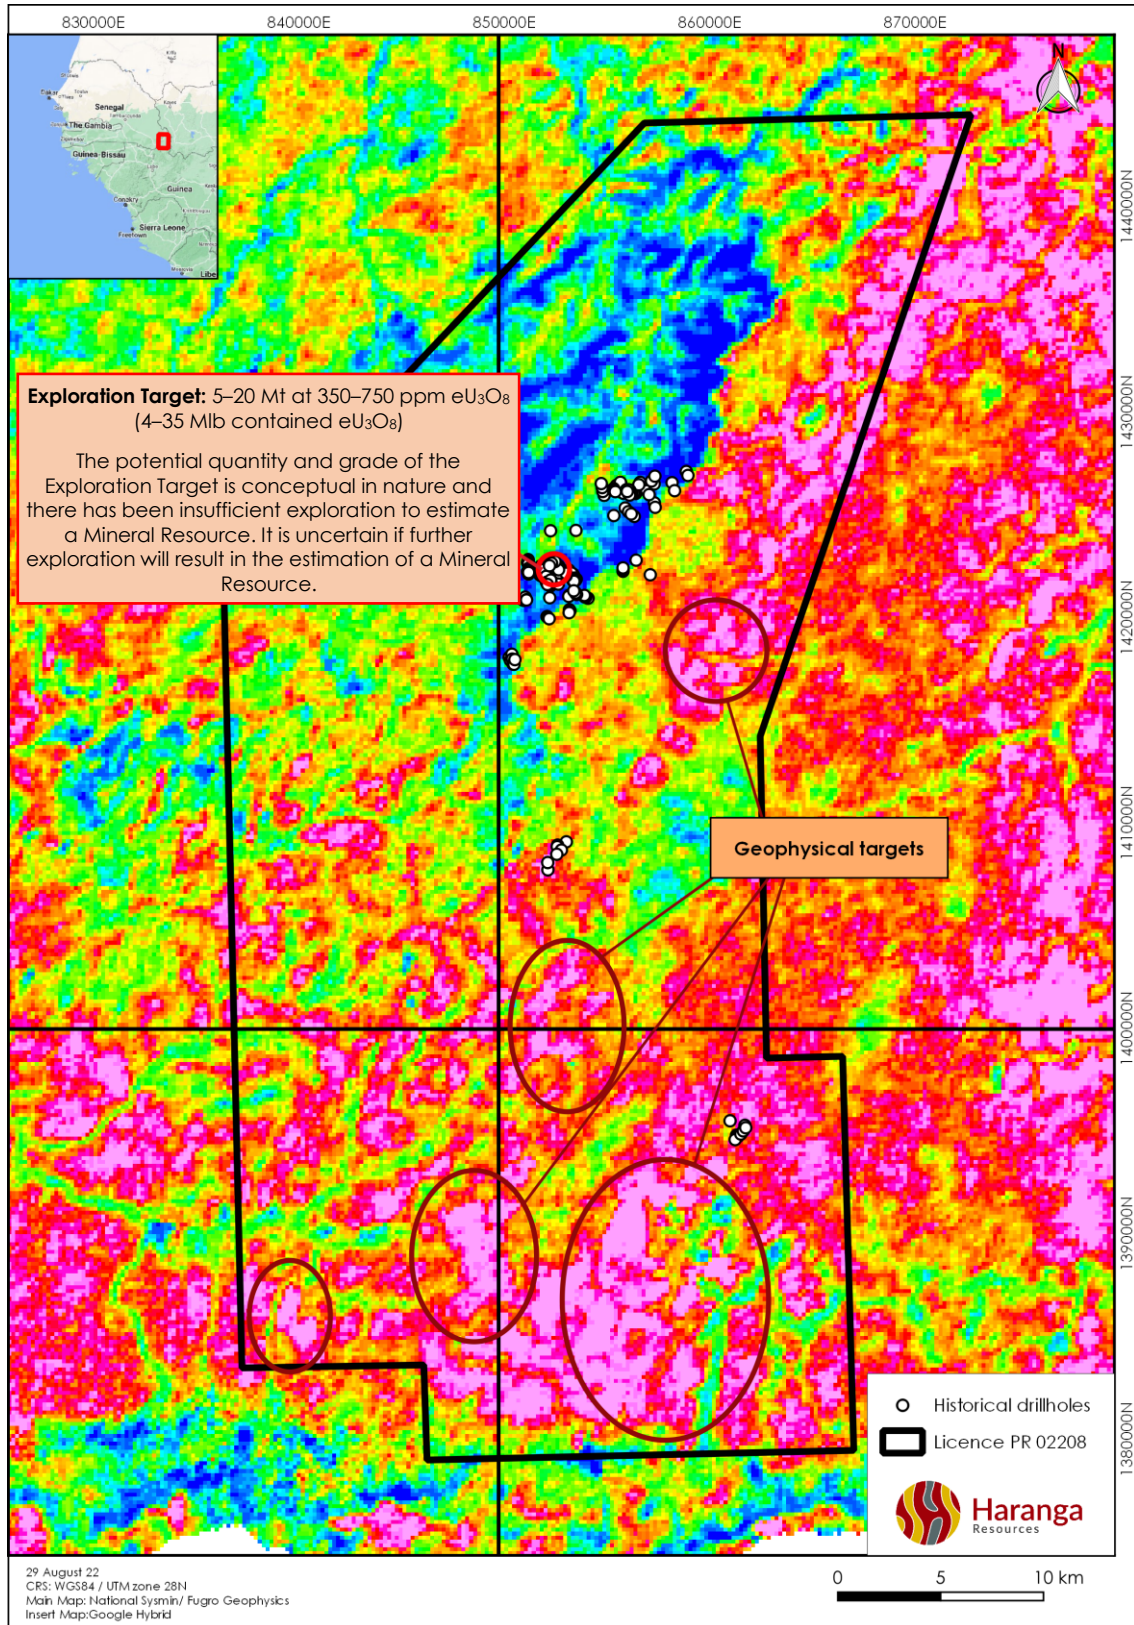 830000E
840000E
850000E
860000E
870000E
Senegal
The Gambia
Guinea-Bissau
Guinea
Conakry
Sierra Leone
Freetown
Monrovia
Libe
N
1440000N
1430000N
1420000N
1410000N
1400000N
1390000N
1380000N
Exploration Target: 5–20 Mt at 350–750 ppm eU₃O₈
(4–35 Mlb contained eU₃O₈)
The potential quantity and grade of the
Exploration Target is conceptual in nature and
there has been insufficient exploration to estimate
a Mineral Resource. It is uncertain if further
exploration will result in the estimation of a Mineral
Resource.
Geophysical targets
Historical drillholes
Licence PR 02208
Haranga
Resources
29 August 22
CRS: WGS84 / UTM zone 28N
Main Map: National Sysmin/ Fugro Geophysics
Insert Map:Google Hybrid
0 5 10 km